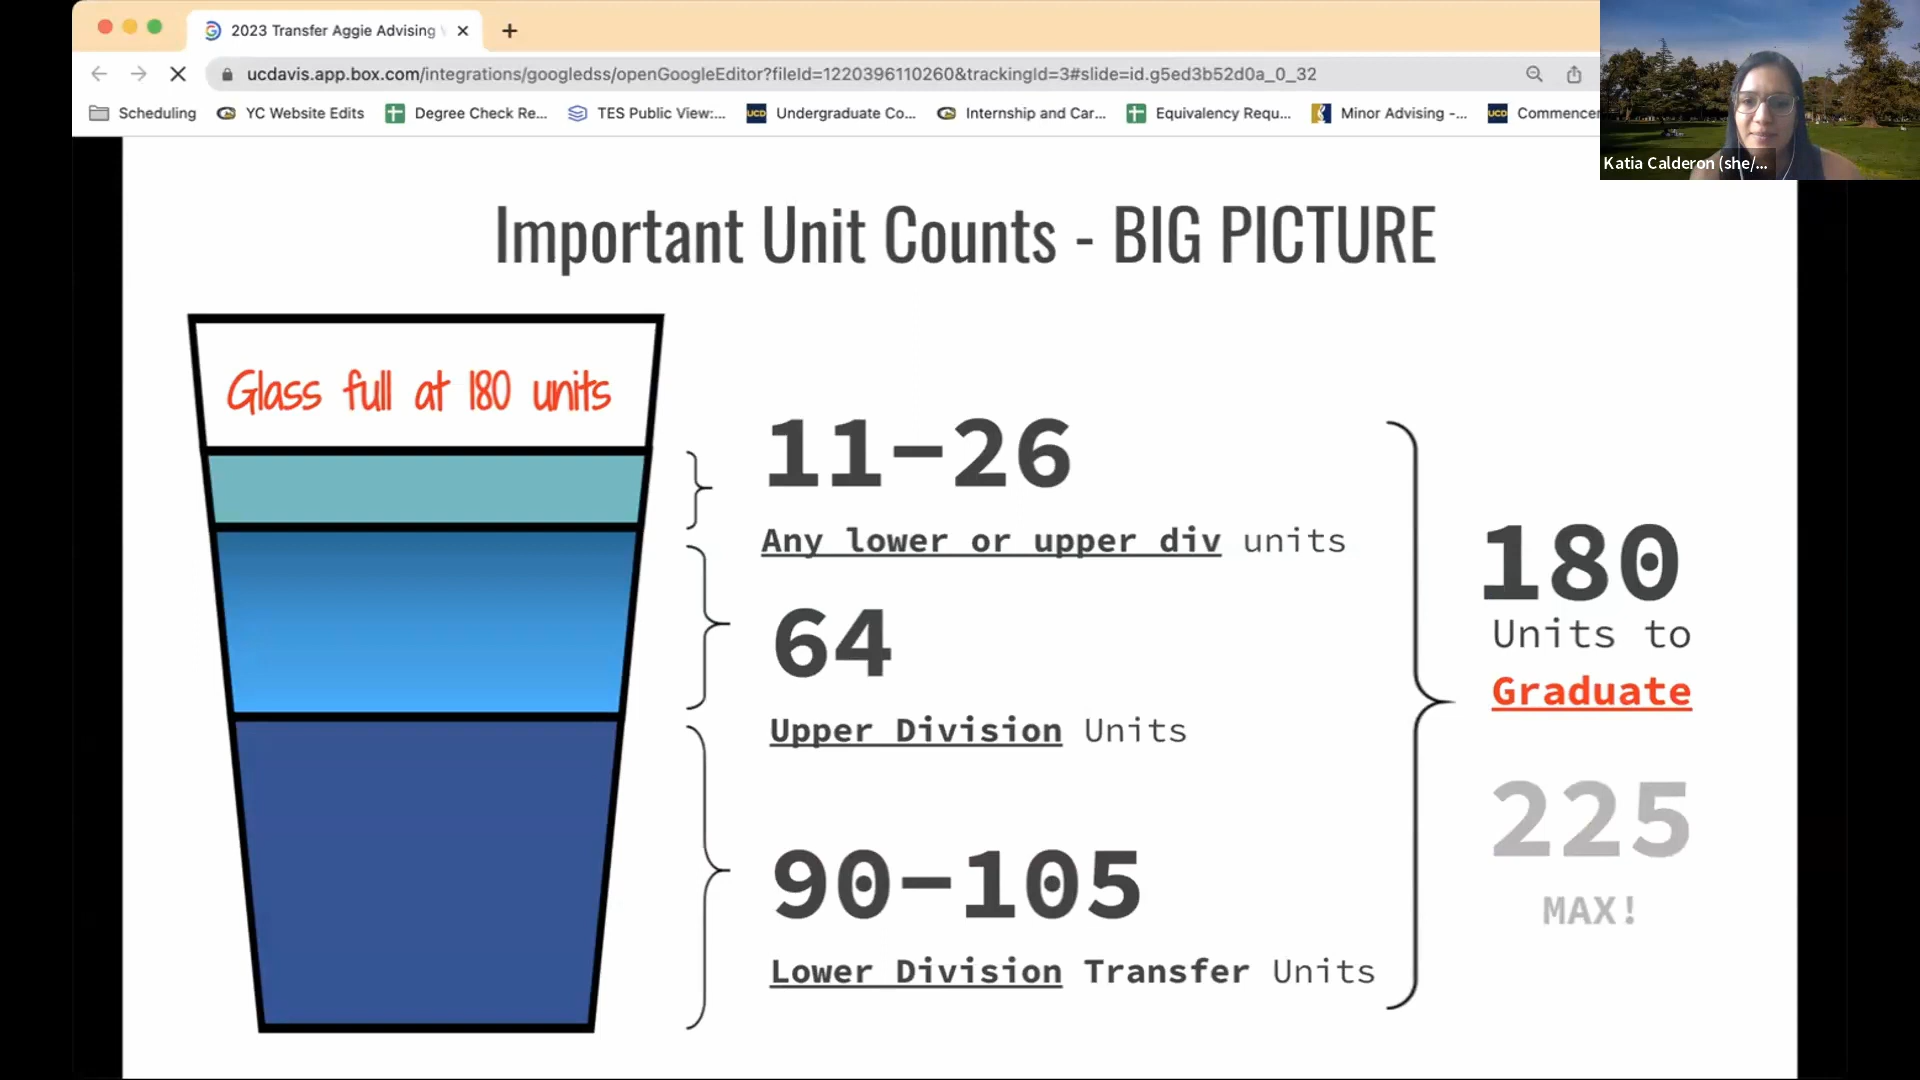 2023 Transfer Aggie Advising
ucdavis.app.box.com/integrations/googledss/openGoogleEditor?fileId=1220396110260&trackingId=3#slide=id.g5ed3b52d0a_0_32
Scheduling YC Website Edits Degree Check Re... TES Public View:... UCD Undergraduate Co... Internship and Car... Equivalency Requ... Minor Advising -... UCD Commencer
Katia Calderon (she/...
Important Unit Counts - BIG PICTURE
Glass full at 180 units
11-26
Any lower or upper div units
64
Upper Division Units
90-105
Lower Division Transfer Units
180
Units to
Graduate
225
MAX!